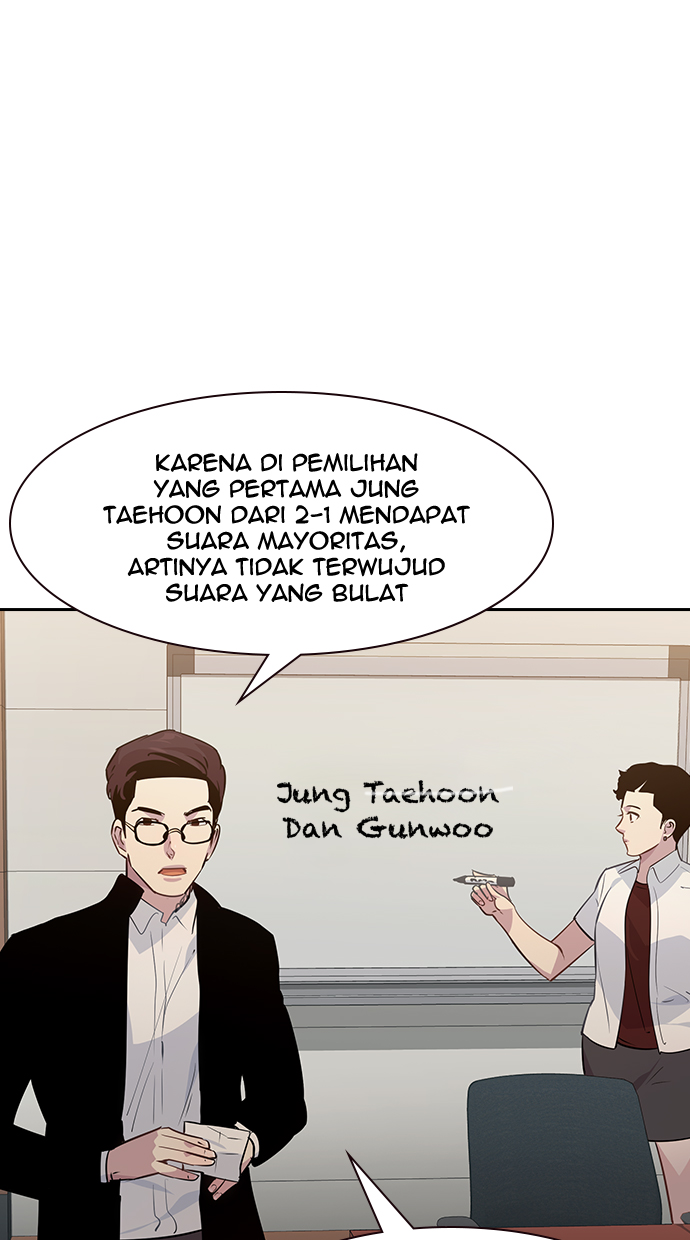 KARENA DI PEMILIHAN
YANG PERTAMA JUNG
TAEHOON DARI 2-1 MENDAPAT
SUARA MAYORITAS,
ARTINYA TIDAK TERWUJUD
SUARA YANG BULAT
Jung Taehoon
Dan Gunwoo